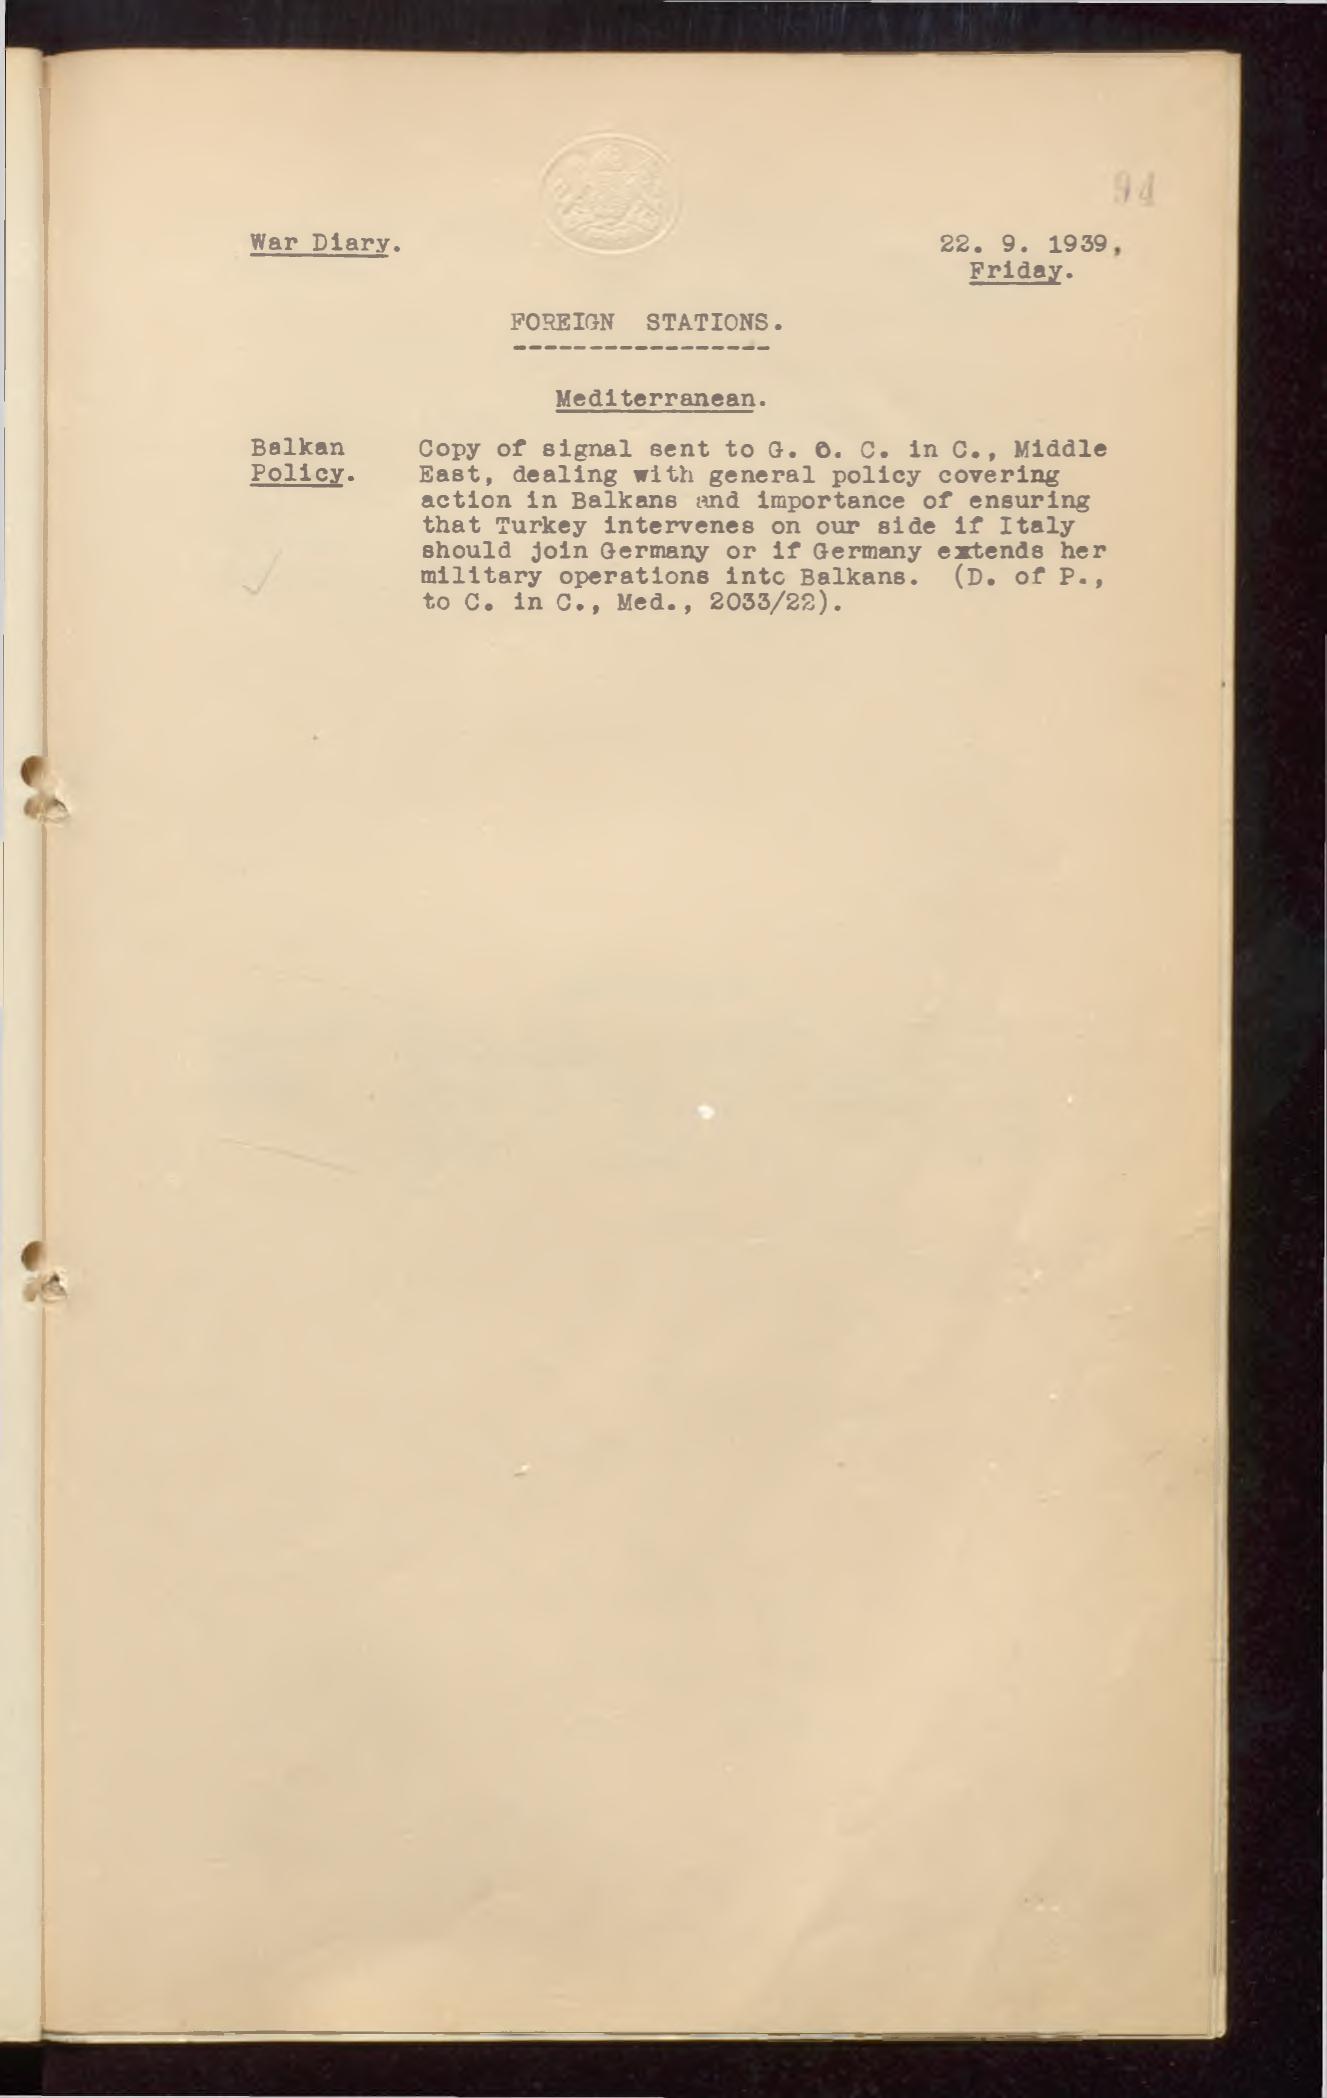 94
War Diary.
22. 9. 1939,
Friday.
FOREIGN STATIONS.
-----------------
Mediterranean.
Balkan
Policy.
Copy of signal sent to G. O. C. in C., Middle
East, dealing with general policy covering
action in Balkans and importance of ensuring
that Turkey intervenes on our side if Italy
should join Germany or if Germany extends her
military operations into Balkans. (D. of P.,
to C. in C., Med., 2033/22).